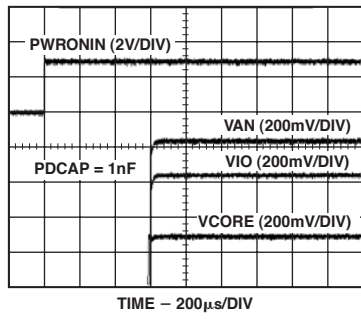 PWRONIN (2V/DIV)
VAN (200mV/DIV)
PDCAP = 1nF
VIO (200mV/DIV)
VCORE (200mV/DIV)
TIME – 200µs/DIV